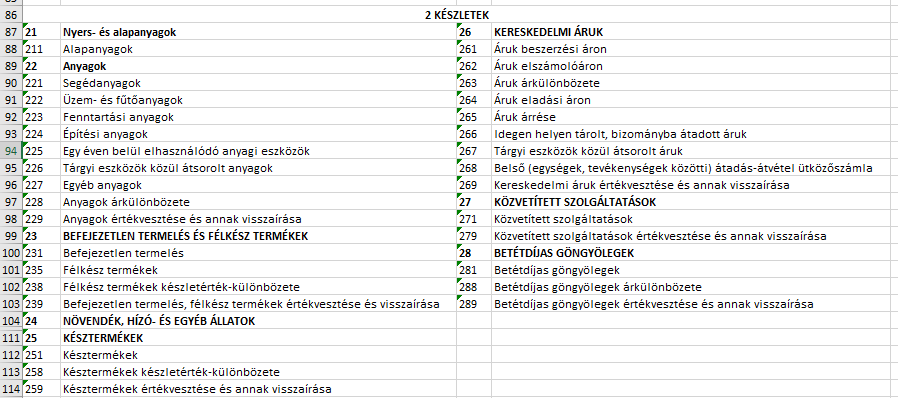 86 2 KÉSZLETEK
87 21 Nyers- és alapanyagok 26 KERESKEDELMI ÁRUK
88 211 Alapanyagok 261 Áruk beszerzési áron
89 22 Anyagok 262 Áruk elszámolóáron
90 221 Segédanyagok 263 Áruk árkülönbözete
91 222 Üzem- és fűtőanyagok 264 Áruk eladási áron
92 223 Fenntartási anyagok 265 Áruk árrése
93 224 Építési anyagok 266 Idegen helyen tárolt, bizományba átadott áruk
94 225 Egy éven belül elhasználódó anyagi eszközök 267 Tárgyi eszközök közül átsorolt áruk
95 226 Tárgyi eszközök közül átsorolt anyagok 268 Belső (egységek, tevékenységek közötti) átadás-átvétel ütközőszámla
96 227 Egyéb anyagok 269 Kereskedelmi áruk értékvesztése és annak visszaírása
97 228 Anyagok árkülönbözete 27 KÖZVETÍTETT SZOLGÁLTATÁSOK
98 229 Anyagok értékvesztése és annak visszaírása 271 Közvetített szolgáltatások
99 23 BEFEJEZETLEN TERMELÉS ÉS FÉLKÉSZ TERMÉKEK 279 Közvetített szolgáltatások értékvesztése és annak visszaírása
100 231 Befejezetlen termelés 28 BETÉTDÍJAS GÖNGYÖLEGEK
101 235 Félkész termékek 281 Betétdíjas göngyölegek
102 238 Félkész termékek készletérték-különbözete 288 Betétdíjas göngyölegek árkülönbözete
103 239 Befejezetlen termelés, félkész termékek értékvesztése és visszaírása 289 Betétdíjas göngyölegek értékvesztése és annak visszaírása
104 24 NÖVENDÉK, HÍZÓ- ÉS EGYÉB ÁLLATOK
111 25 KÉSZTERMÉKEK
112 251 Késztermékek
113 258 Késztermékek készletérték-különbözete
114 259 Késztermékek értékvesztése és annak visszaírása